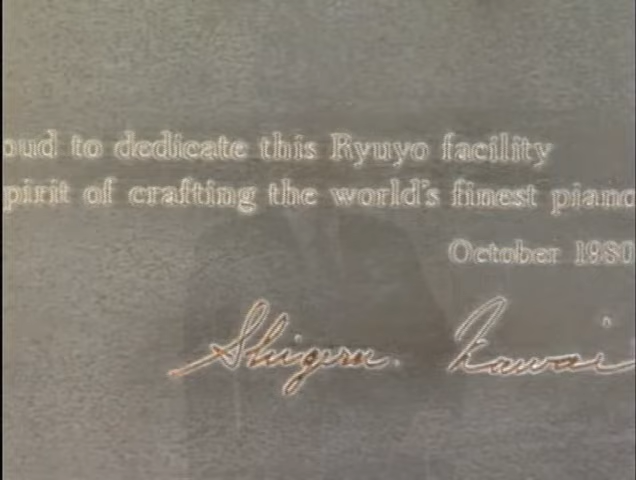 oud to dedicate this Ryuyo facility
pirit of crafting the world's finest piano
October 1980
Shigeru. Kawai